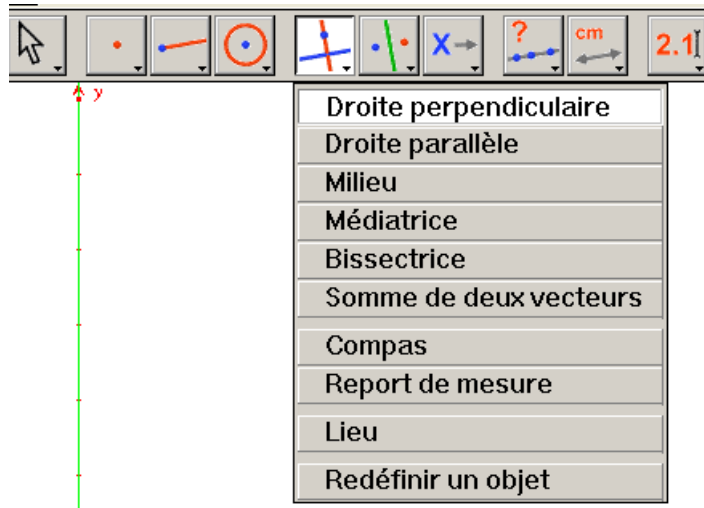 ?
cm
X
2.1
y
Droite perpendiculaire
Droite parallèle
Milieu
Médiatrice
Bissectrice
Somme de deux vecteurs
Compas
Report de mesure
Lieu
Redéfinir un objet